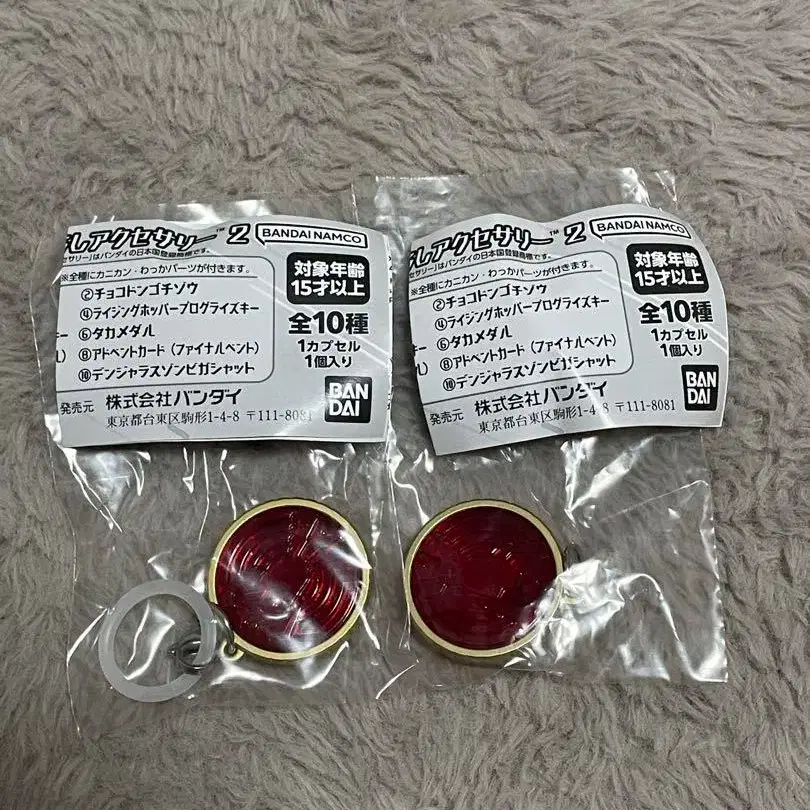 でしアクセサリー™ 2
BANDAI NAMCO
セサリー」はバンダイの日本国登録商標です。
※全種にカニカン・わっかパーツが付きます。
②チョコドンゴチゾウ
④ライジングホッパープログライズキー
⑥タカメダル
⑧アドベントカード（ファイナルベント）
⑩デンジャラスゾンビガシャット
対象年齢
15才以上
全10種
1カプセル
1個入り
発売元 株式会社バンダイ
東京都台東区駒形1-4-8 〒111-8081
BAN
DAI
しアクセサリー™ 2
BANDAI NAMCO
セサリー」はバンダイの日本国登録商標です。
※全種にカニカン・わっかパーツが付きます。
②チョコドンゴチゾウ
④ライジングホッパープログライズキー
キー ⑥タカメダル
⑧アドベントカード（ファイナルベント）
⑩デンジャラスゾンビガシャット
対象年齢
15才以上
全10種
1カプセル
1個入り
発売元 株式会社バンダイ
東京都台東区駒形1-4-8 〒111-8081
BAN
DAI